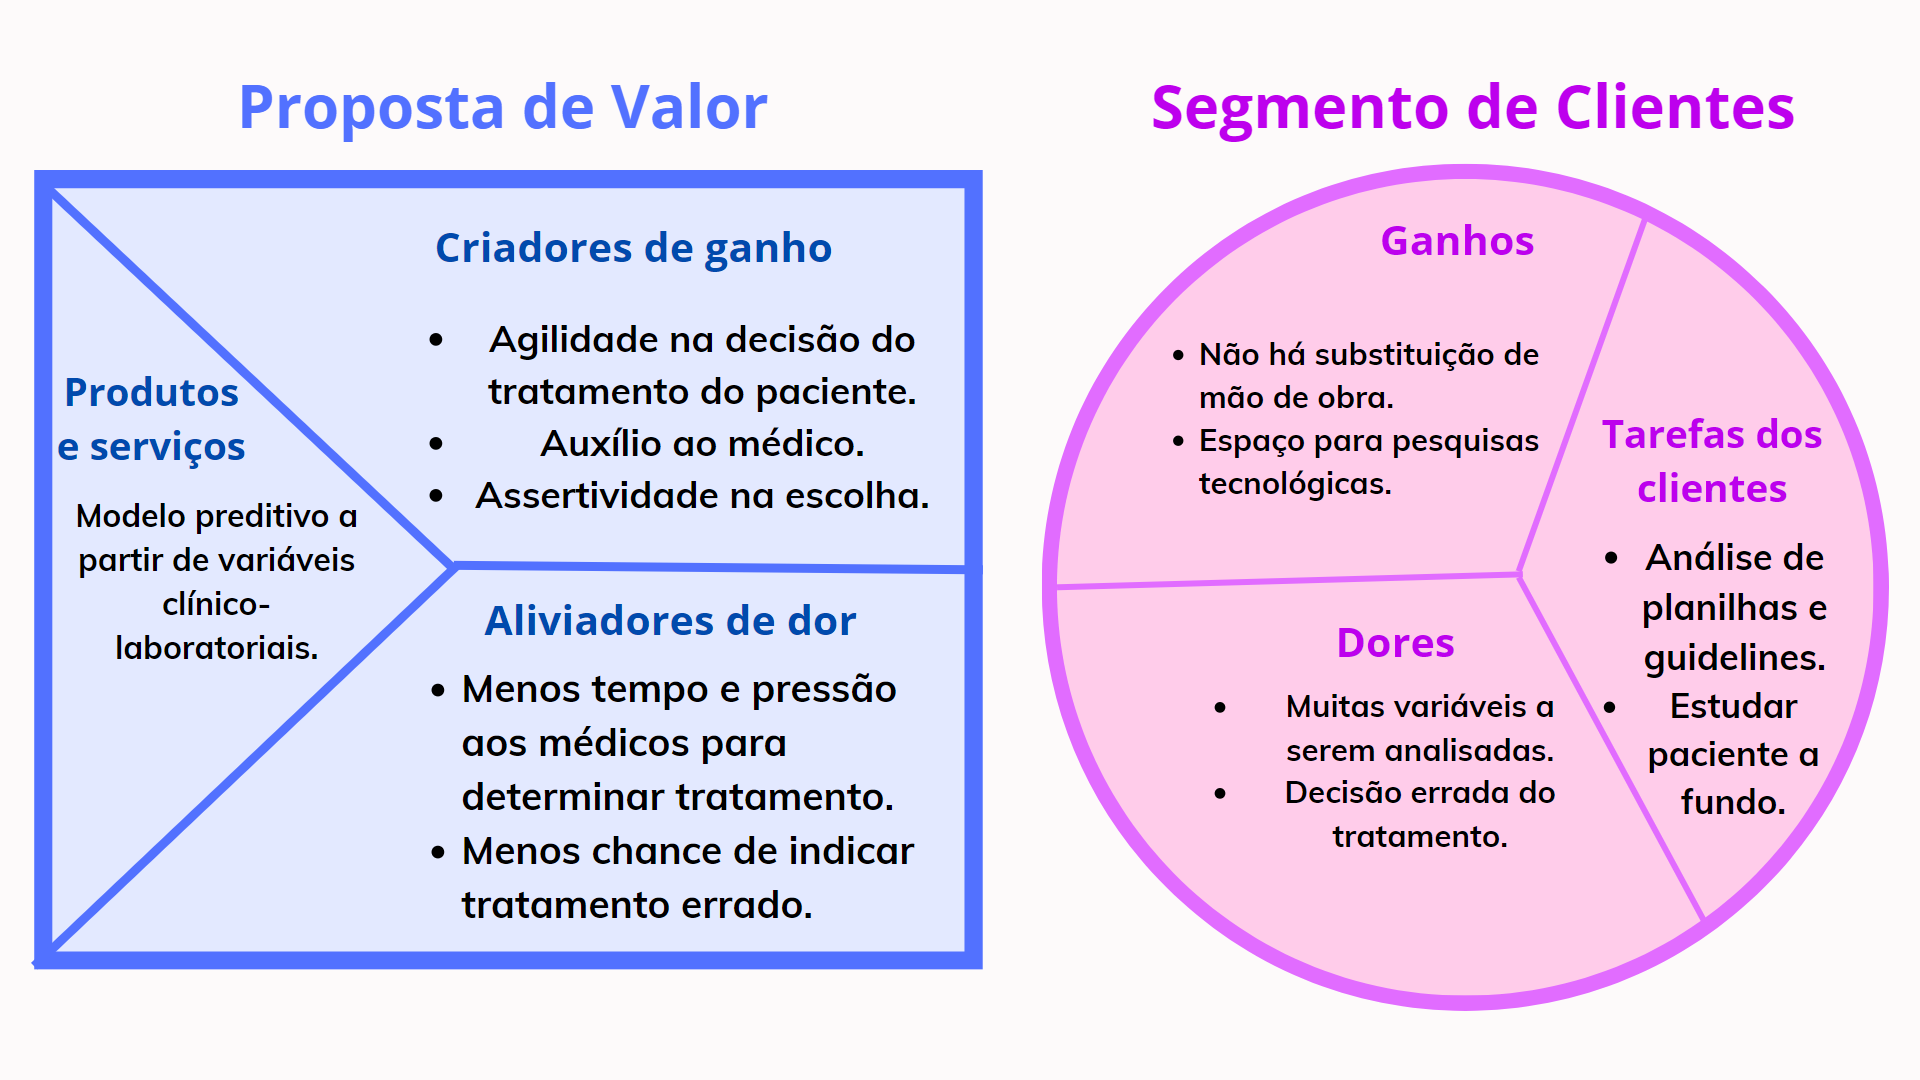 Proposta de Valor
Produtos
e serviços
Modelo preditivo a
partir de variáveis
clínico-
laboratoriais.
Criadores de ganho
• Agilidade na decisão do
tratamento do paciente.
• Auxílio ao médico.
• Assertividade na escolha.
Aliviadores de dor
• Menos tempo e pressão
aos médicos para
determinar tratamento.
• Menos chance de indicar
tratamento errado.
Segmento de Clientes
Ganhos
• Não há substituição de
mão de obra.
• Espaço para pesquisas
tecnológicas.
Tarefas dos
clientes
• Análise de
planilhas e
guidelines.
• Estudar
paciente a
fundo.
Dores
• Muitas variáveis a
serem analisadas.
• Decisão errada do
tratamento.